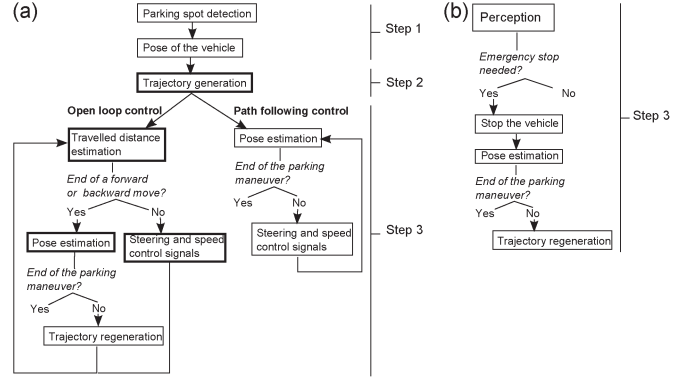 (a)
Parking spot detection
Pose of the vehicle
Step 1
Trajectory generation
Step 2
Open loop control
Path following control
Travelled distance
estimation
Pose estimation
End of a forward
or backward move?
Yes
No
End of the parking
maneuver?
Yes
No
Pose estimation
Steering and speed
control signals
Steering and speed
control signals
Step 3
End of the parking
maneuver?
Yes
No
Trajectory regeneration
(b)
Perception
Emergency stop
needed?
Yes
No
Stop the vehicle
Step 3
Pose estimation
End of the parking
maneuver?
Yes
No
Trajectory regeneration